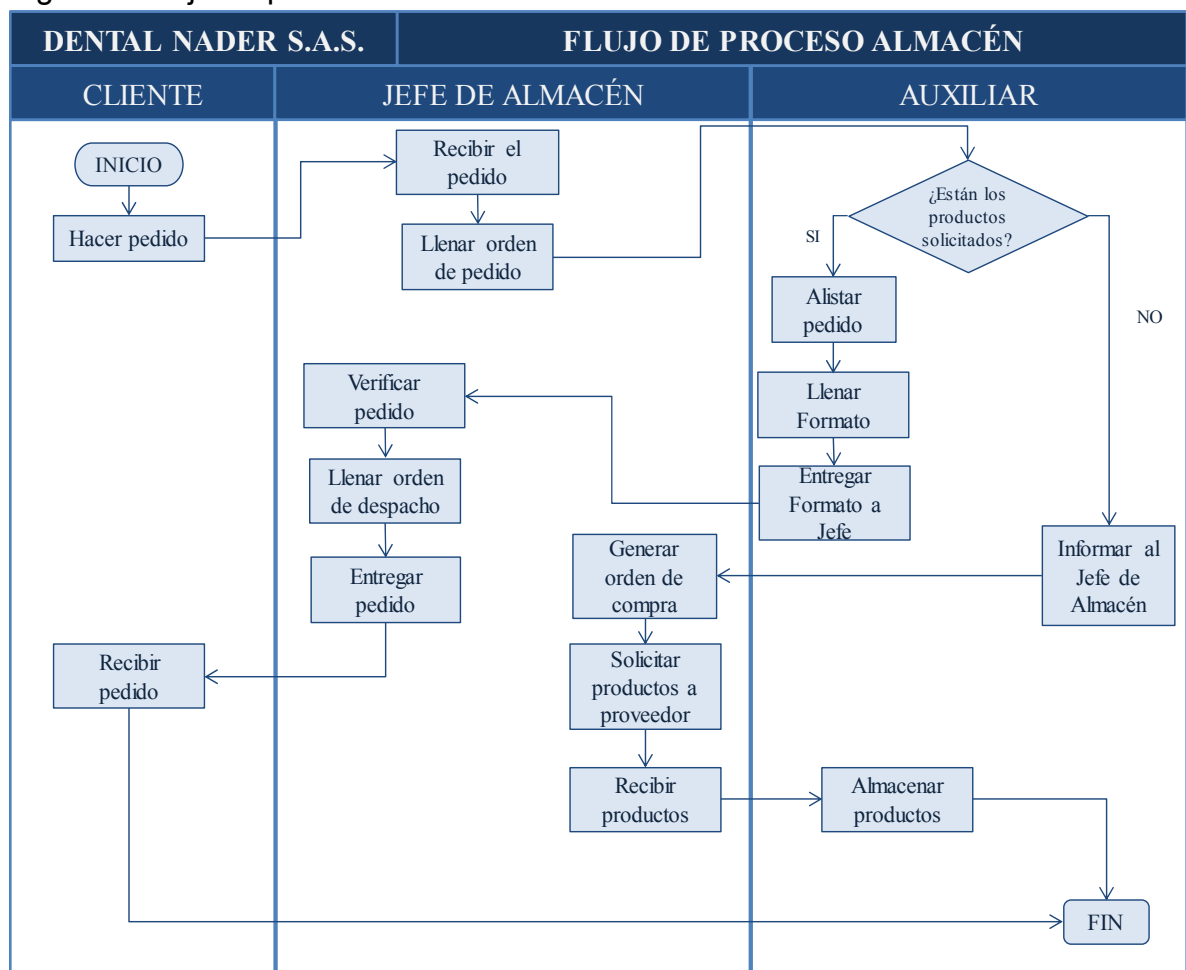 DENTAL NADER S.A.S.
FLUJO DE PROCESO ALMACÉN
CLIENTE
JEFE DE ALMACÉN
AUXILIAR
INICIO
Hacer pedido
Recibir el
pedido
Llenar orden
de pedido
¿Están los
productos
solicitados?
SI
NO
Alistar
pedido
Llenar
Formato
Entregar
Formato a
Jefe
Verificar
pedido
Llenar orden
de despacho
Entregar
pedido
Recibir
pedido
Informar al
Jefe de
Almacén
Generar
orden de
compra
Solicitar
productos a
proveedor
Recibir
productos
Almacenar
productos
FIN